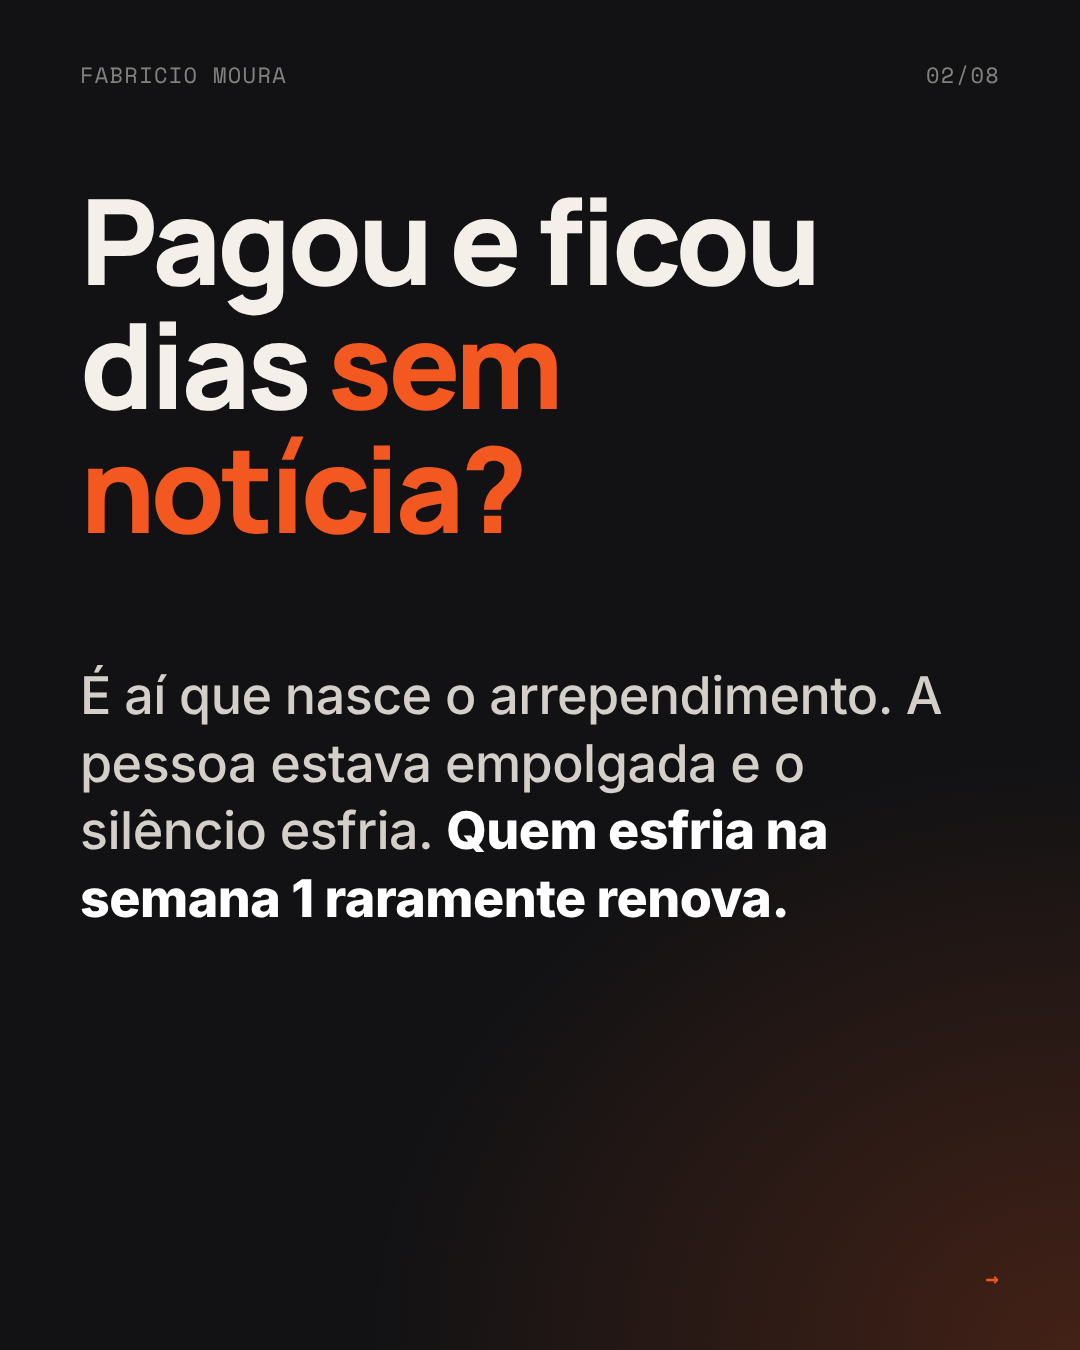 FABRICIO MOURA
02/08
Pagou e ficou
dias sem
notícia?
É aí que nasce o arrependimento. A
pessoa estava empolgada e o
silêncio esfria. Quem esfria na
semana 1 raramente renova.
→